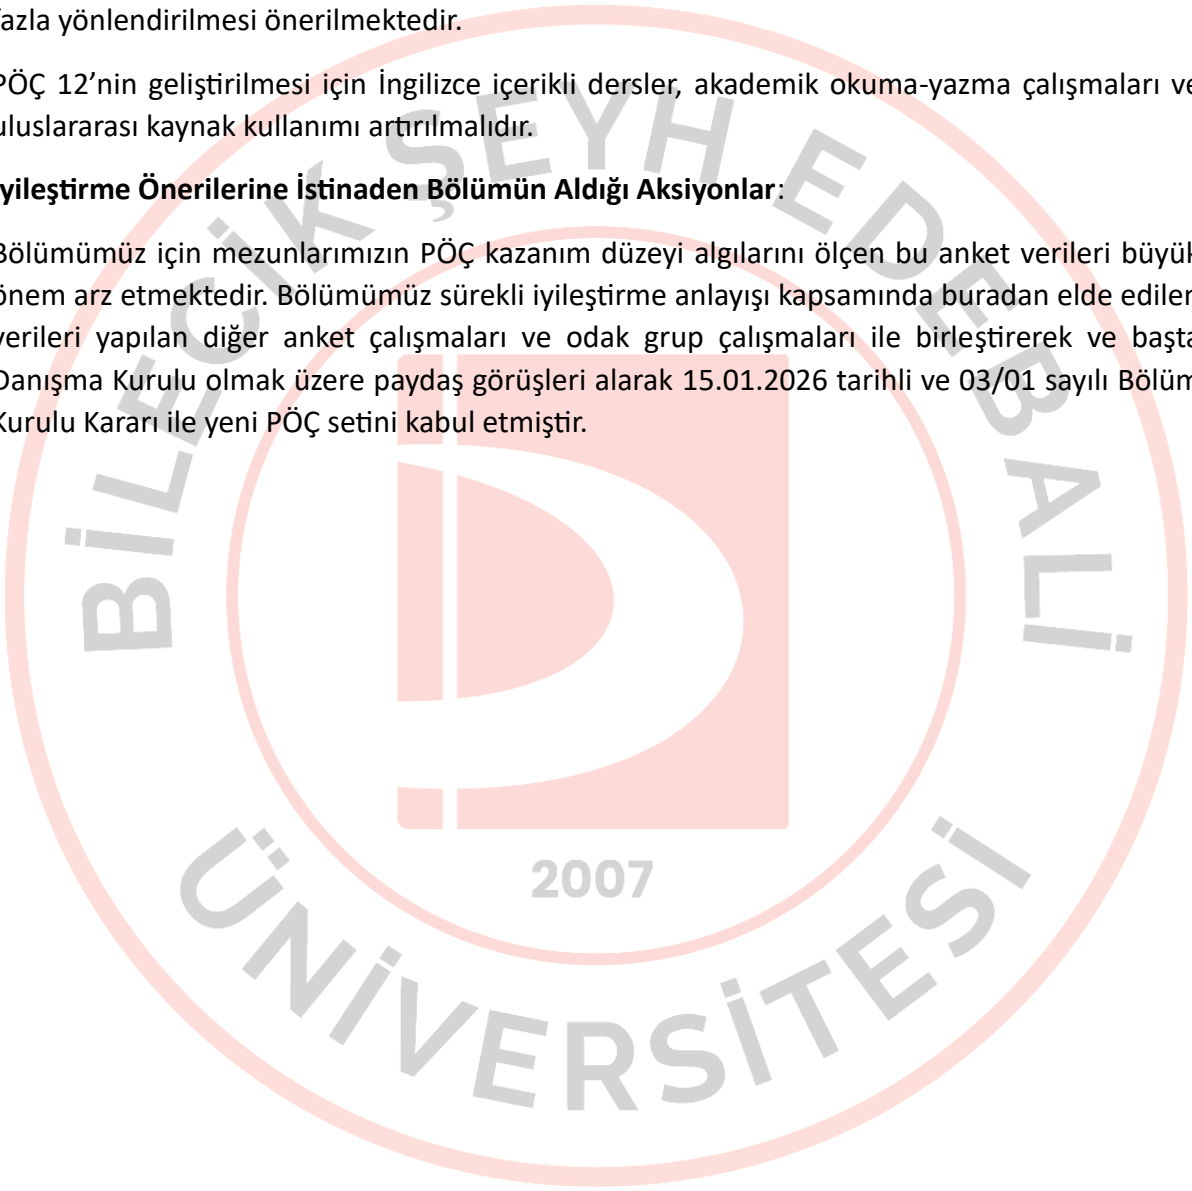 fazla yönlendirilmesi önerilmektedir.
PÖÇ 12’nin geliştirilmesi için İngilizce içerikli dersler, akademik okuma-yazma çalışmaları ve
uluslararası kaynak kullanımı artırılmalıdır.
İyileştirme Önerilerine İstinaden Bölümün Aldığı Aksiyonlar:
Bölümümüz için mezunlarımızın PÖÇ kazanım düzeyi algılarını ölçen bu anket verileri büyük
önem arz etmektedir. Bölümümüz sürekli iyileştirme anlayışı kapsamında buradan elde edilen
verileri yapılan diğer anket çalışmaları ve odak grup çalışmaları ile birleştirerek ve başta
Danışma Kurulu olmak üzere paydaş görüşleri alarak 15.01.2026 tarihli ve 03/01 sayılı Bölüm
Kurulu Kararı ile yeni PÖÇ setini kabul etmiştir.
BİLECİK ŞEYH EDEBALİ
2007
ÜNİVERSİTESİ